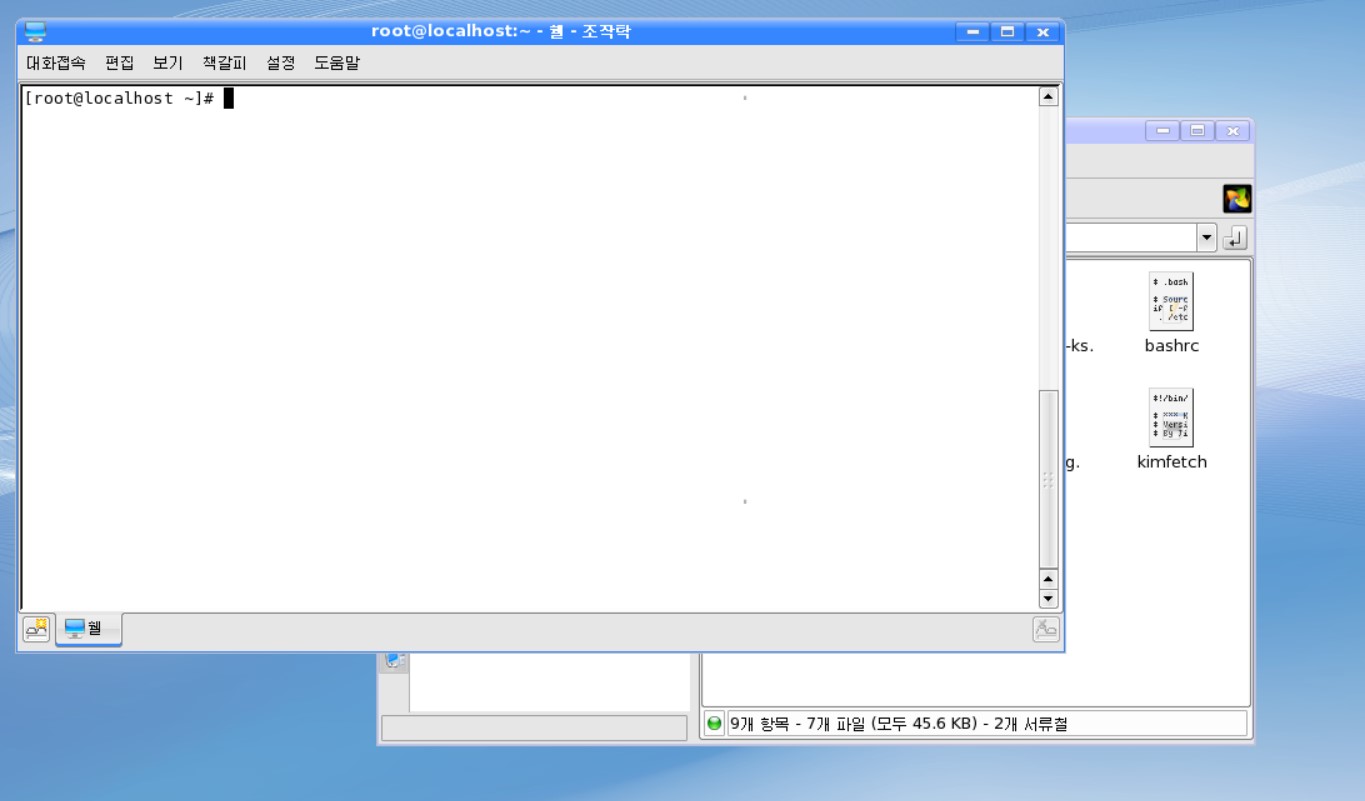 root@localhost:~ - 쉘 - 조작탁
대화접속 편집 보기 책갈피 설정 도움말
[root@localhost ~]#
# .bash
# Sourc
if [ -f
. /etc
-ks.
bashrc
#!/bin/
# *** K
# Versi
# By 7i
g.
kimfetch
쉘
9개 항목 - 7개 파일 (모두 45.6 KB) - 2개 서류철